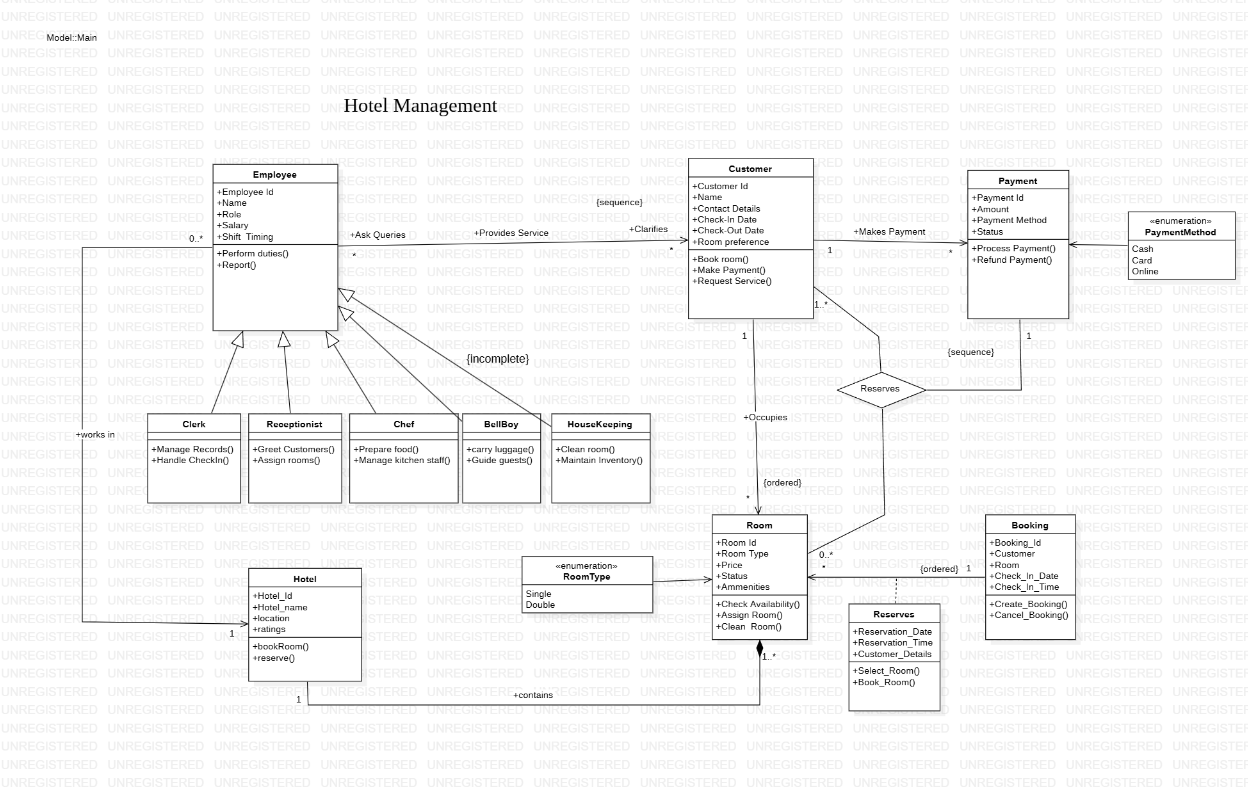 Model::Main
Hotel Management
Employee
+Employee Id
+Name
+Role
+Salary
+Shift Timing
+Perform duties()
+Report()
0..*
+Ask Queries
*
+Provides Service
{sequence}
+Clarifies
*
Customer
+Customer Id
+Name
+Contact Details
+Check-In Date
+Check-Out Date
+Room preference
+Book room()
+Make Payment()
+Request Service()
+Makes Payment
1
*
Payment
+Payment Id
+Amount
+Payment Method
+Status
+Process Payment()
+Refund Payment()
«enumeration»
PaymentMethod
Cash
Card
Online
1..*
1
1
{sequence}
{incomplete}
Reserves
+Occupies
{ordered}
*
Clerk
+Manage Records()
+Handle CheckIn()
Receptionist
+Greet Customers()
+Assign rooms()
Chef
+Prepare food()
+Manage kitchen staff()
BellBoy
+carry luggage()
+Guide guests()
HouseKeeping
+Clean room()
+Maintain Inventory()
+works in
Hotel
+Hotel_Id
+Hotel_name
+location
+ratings
+bookRoom()
+reserve()
1
1
+contains
«enumeration»
RoomType
Single
Double
Room
+Room Id
+Room Type
+Price
+Status
+Ammenities
+Check Availability()
+Assign Room()
+Clean Room()
1..*
0..*
*
{ordered}
1
Booking
+Booking_Id
+Customer
+Room
+Check_In_Date
+Check_In_Time
+Create_Booking()
+Cancel_Booking()
Reserves
+Reservation_Date
+Reservation_Time
+Customer_Details
+Select_Room()
+Book_Room()
UNREGISTERED